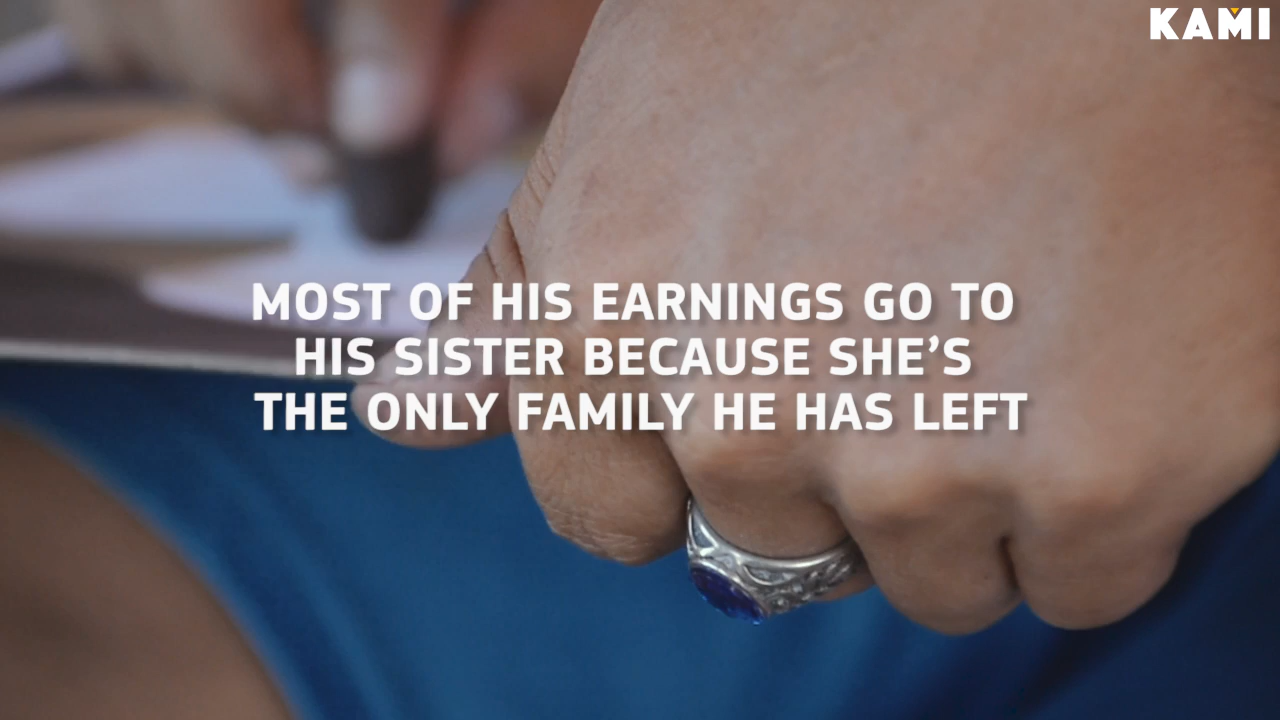 KAMI
MOST OF HIS EARNINGS GO TO
HIS SISTER BECAUSE SHE’S
THE ONLY FAMILY HE HAS LEFT